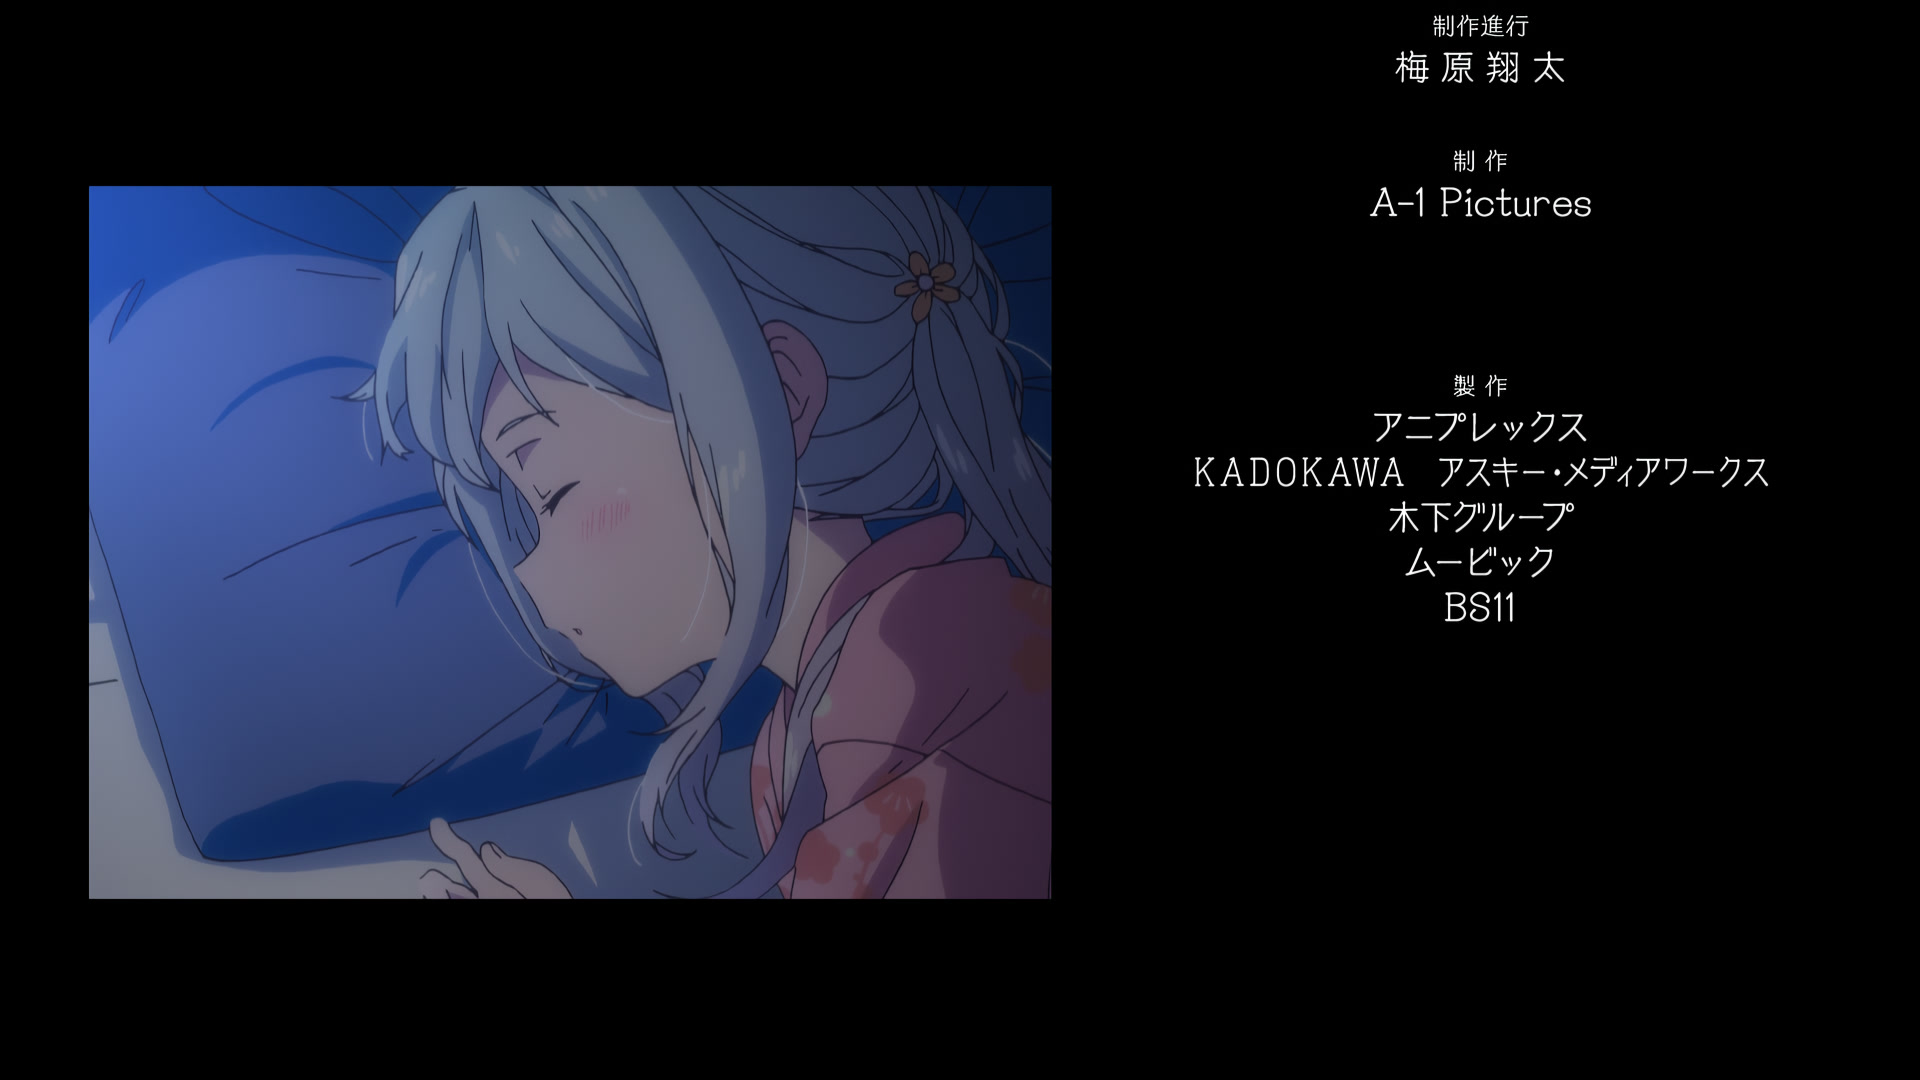 制作進行
梅原翔太
制作
A-1 Pictures
製作
アニプレックス
KADOKAWA　アスキー・メディアワークス
木下グループ
ムービック
BS11